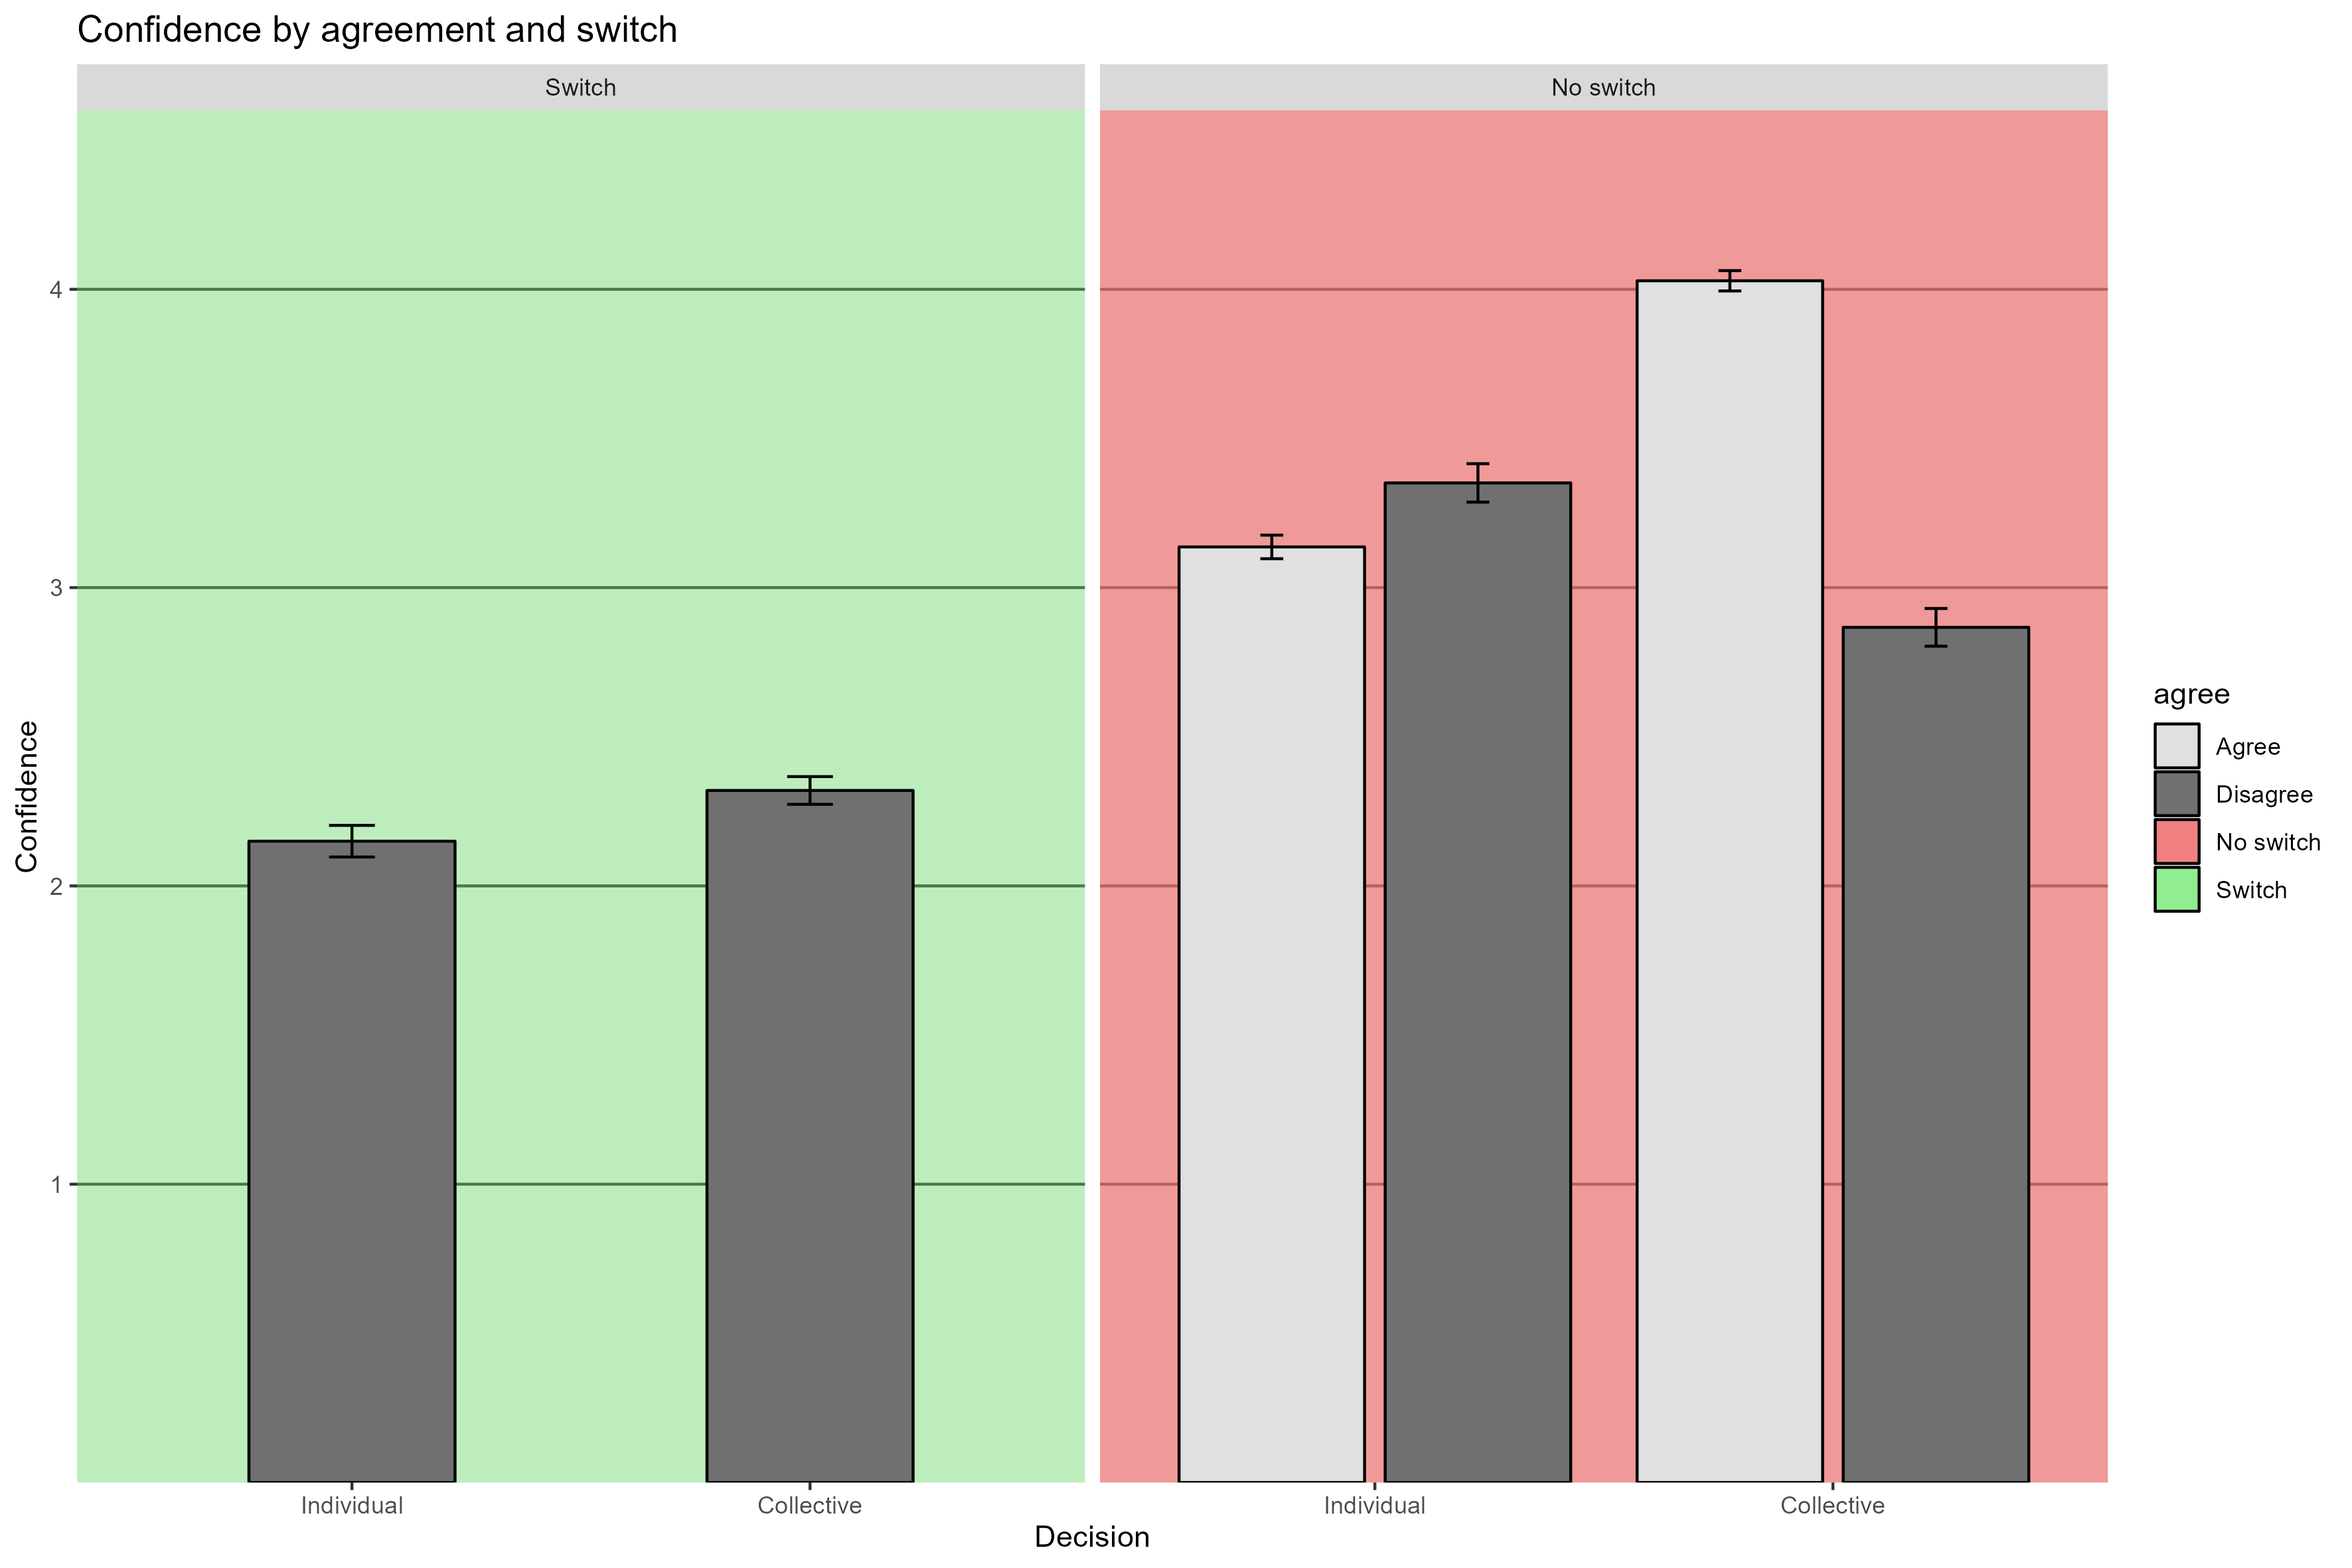 Confidence by agreement and switch
Switch
No switch
4
3
2
1
Confidence
Individual
Collective
Individual
Collective
Decision
agree
Agree
Disagree
No switch
Switch